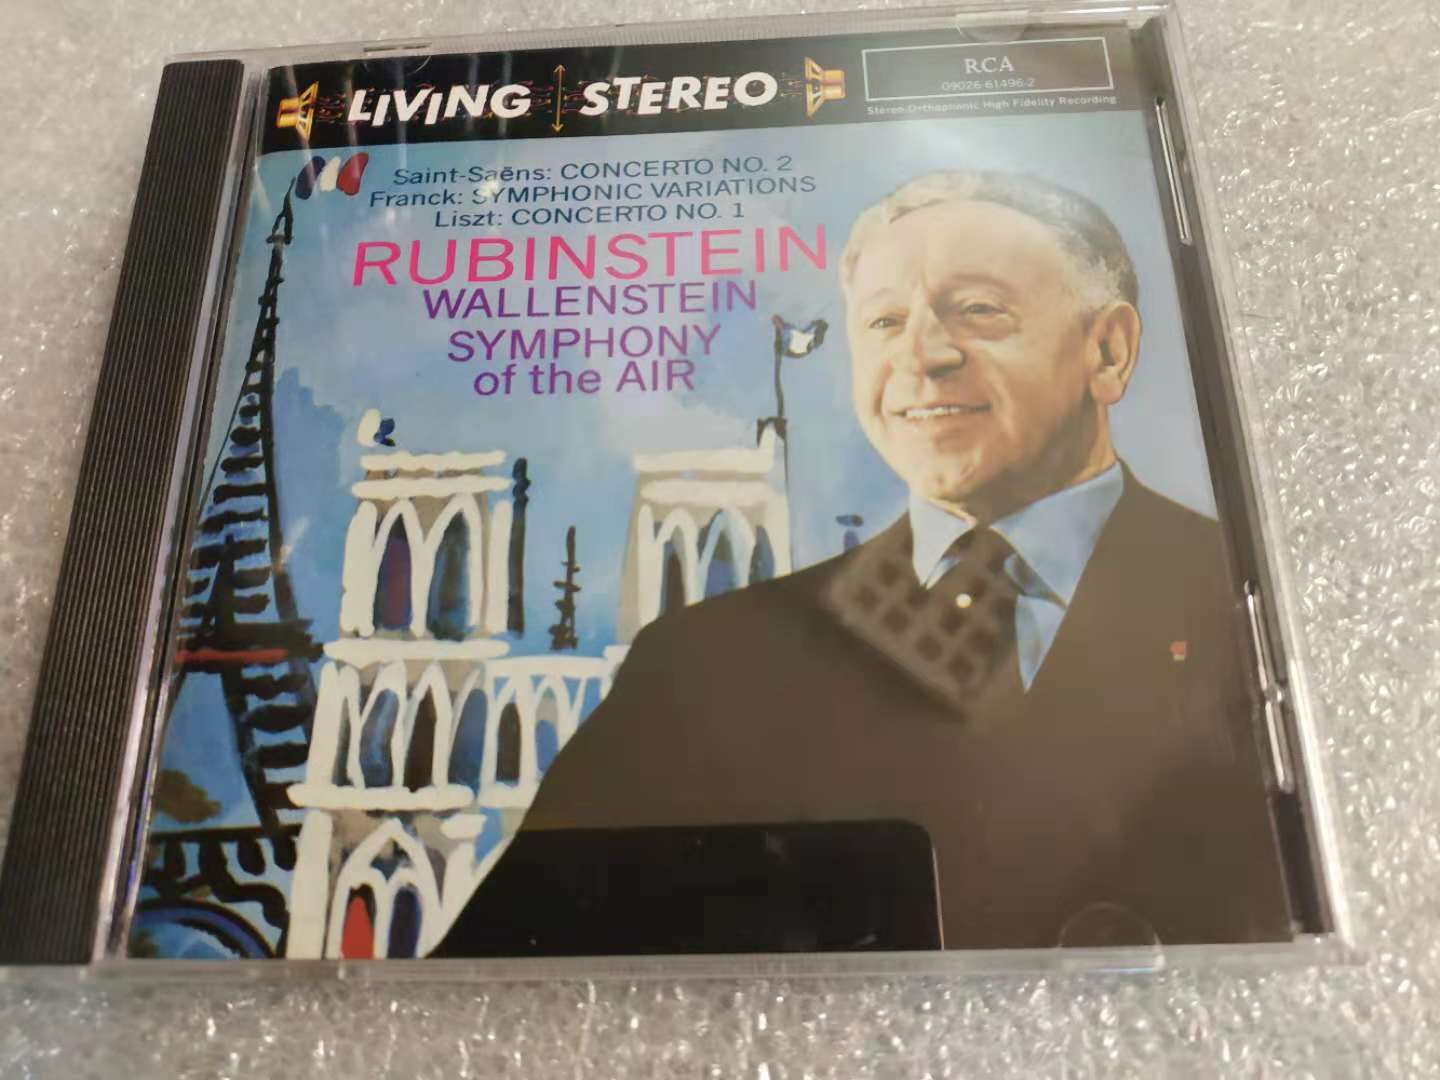 LIVING STEREO
RCA
09026-61496-2
Stereo-Orthophonic High Fidelity Recording
Saint-Saëns: CONCERTO NO. 2
Franck: SYMPHONIC VARIATIONS
Liszt: CONCERTO NO. 1
RUBINSTEIN
WALLENSTEIN
SYMPHONY
of the AIR